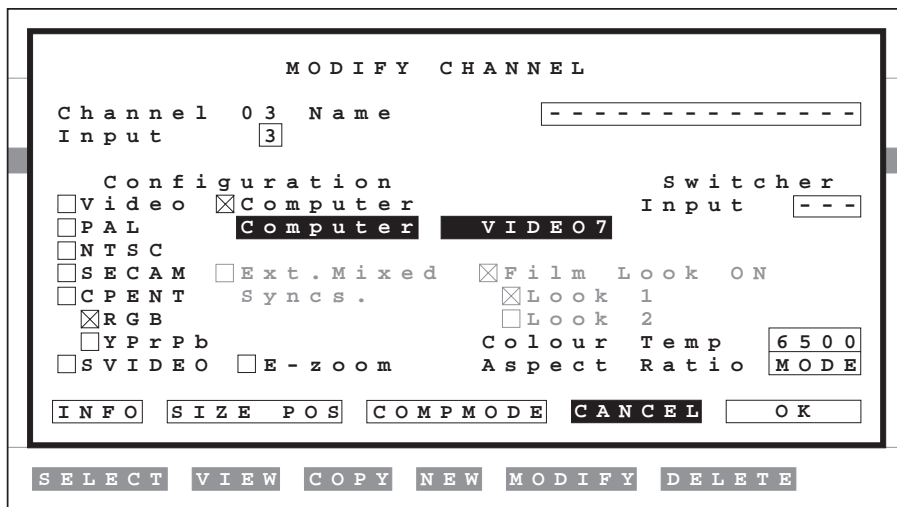 MODIFY CHANNEL
Channel 03 Name --------------
Input 3
Configuration Switcher
Video Computer Input ---
PAL Computer VIDEO7
NTSC
SECAM Ext.Mixed Film Look ON
CPENT Syncs. Look 1
RGB Look 2
YPrPb Colour Temp 6500
SVIDEO E-zoom Aspect Ratio MODE
INFO SIZE POS COMPMODE CANCEL OK
SELECT VIEW COPY NEW MODIFY DELETE